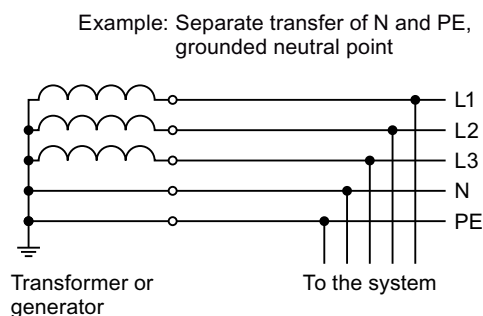 Example: Separate transfer of N and PE,
grounded neutral point
L1
L2
L3
N
PE
Transformer or
generator
To the system